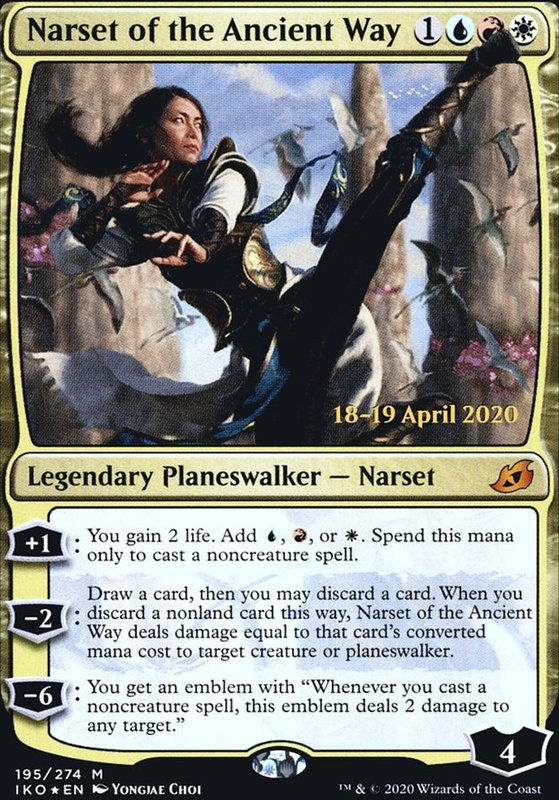 Narset of the Ancient Way 1
18–19 April 2020
Legendary Planeswalker — Narset
+1 : You gain 2 life. Add , , or . Spend this mana
only to cast a noncreature spell.
Draw a card, then you may discard a card. When you
−2 : discard a nonland card this way, Narset of the Ancient
Way deals damage equal to that card's converted
mana cost to target creature or planeswalker.
−6 : You get an emblem with "Whenever you cast a
noncreature spell, this emblem deals 2 damage to
any target."
4
195/274 M
IKO ★ EN Yongjae Choi
™ & © 2020 Wizards of the Coast